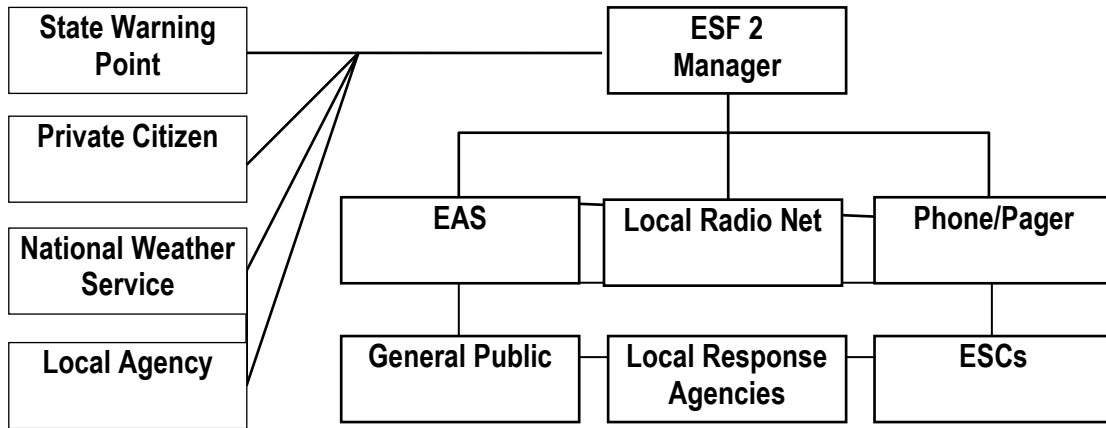 State Warning
Point
Private Citizen
National Weather
Service
Local Agency
ESF 2
Manager
EAS
Local Radio Net
Phone/Pager
General Public
Local Response
Agencies
ESCs